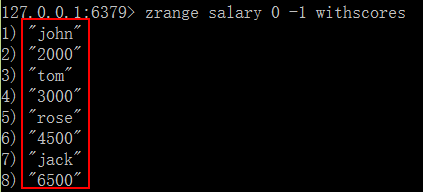 127.0.0.1:6379> zrange salary 0 -1 withscores
1) "john"
2) "2000"
3) "tom"
4) "3000"
5) "rose"
6) "4500"
7) "jack"
8) "6500"